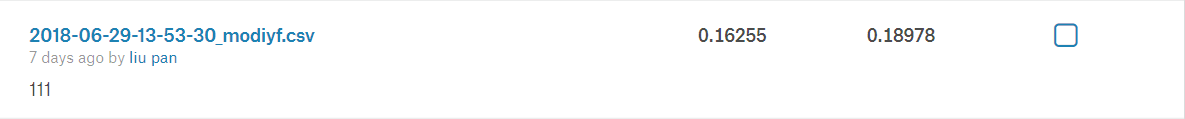 2018-06-29-13-53-30_modiyf.csv 0.16255 0.18978
7 days ago by liu pan
111